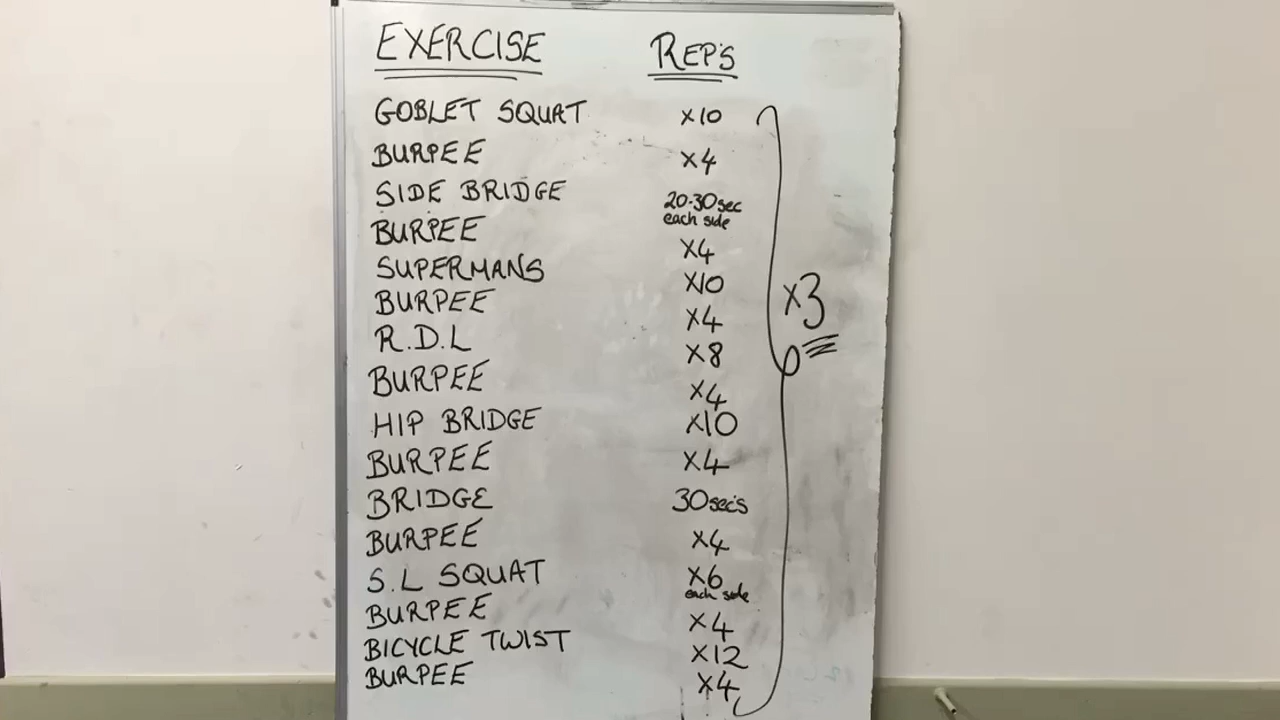 EXERCISE REP'S
GOBLET SQUAT X10
BURPEE X4
SIDE BRIDGE 20-30sec
each side
BURPEE X4
SUPERMANS X10
BURPEE X4
R.D.L X8
BURPEE X4
HIP BRIDGE X10
BURPEE X4
BRIDGE 30sec's
BURPEE X4
S.L SQUAT X6
each side
BURPEE X4
BICYCLE TWIST X12
BURPEE X4
X3